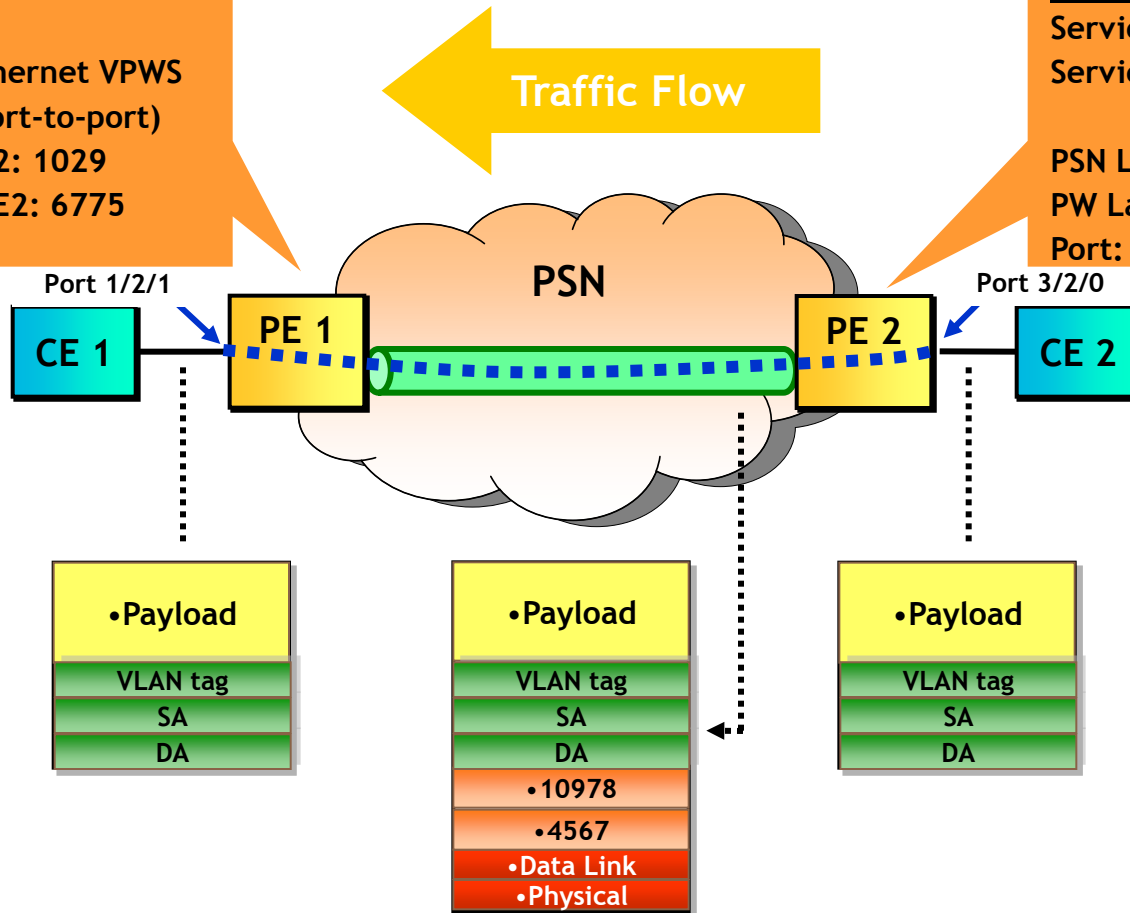 hernet VPWS
ort-to-port)
2: 1029
E2: 6775
Traffic Flow
Servic
Servic
PSN L
PW La
Port:
Port 1/2/1
PSN
Port 3/2/0
CE 1
PE 1
PE 2
CE 2
•Payload
VLAN tag
SA
DA
•Payload
VLAN tag
SA
DA
•10978
•4567
•Data Link
•Physical
•Payload
VLAN tag
SA
DA